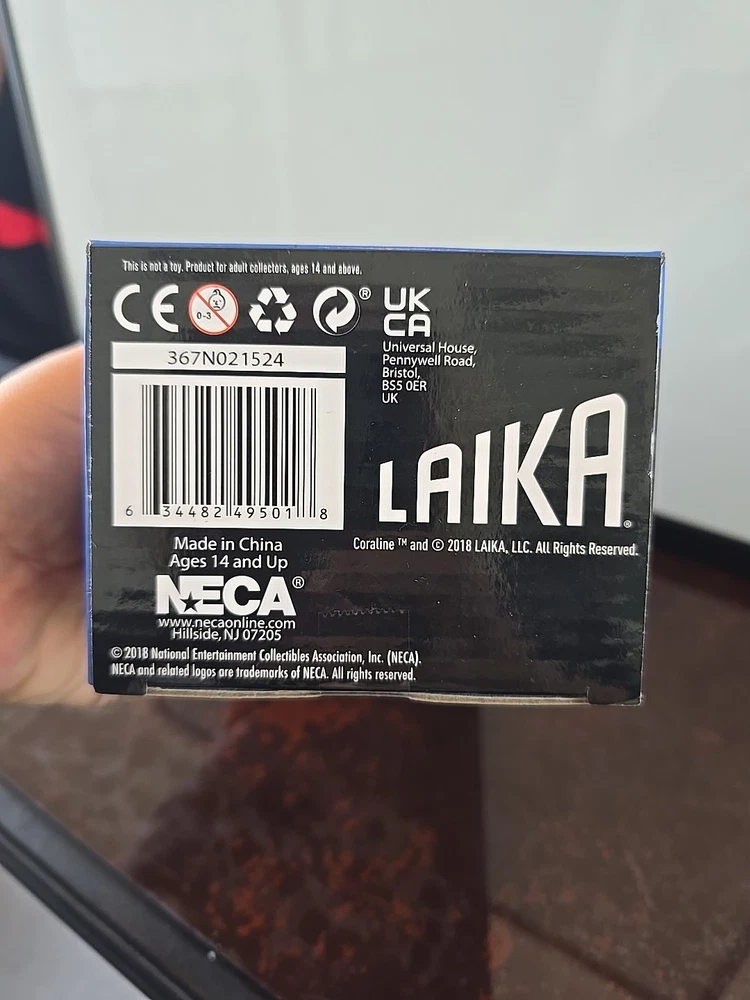 This is not a toy. Product for adult collectors, ages 14 and above.
CE
0-3
®
UK
CA
Universal House,
Pennywell Road,
Bristol,
BS5 0ER
UK
367N021524
6 34482 49501 8
LAIKA®
Made in China
Ages 14 and Up
Coraline ™ and © 2018 LAIKA, LLC. All Rights Reserved.
NECA®
www.necaonline.com
Hillside, NJ 07205
© 2018 National Entertainment Collectibles Association, Inc. (NECA).
NECA and related logos are trademarks of NECA. All rights reserved.